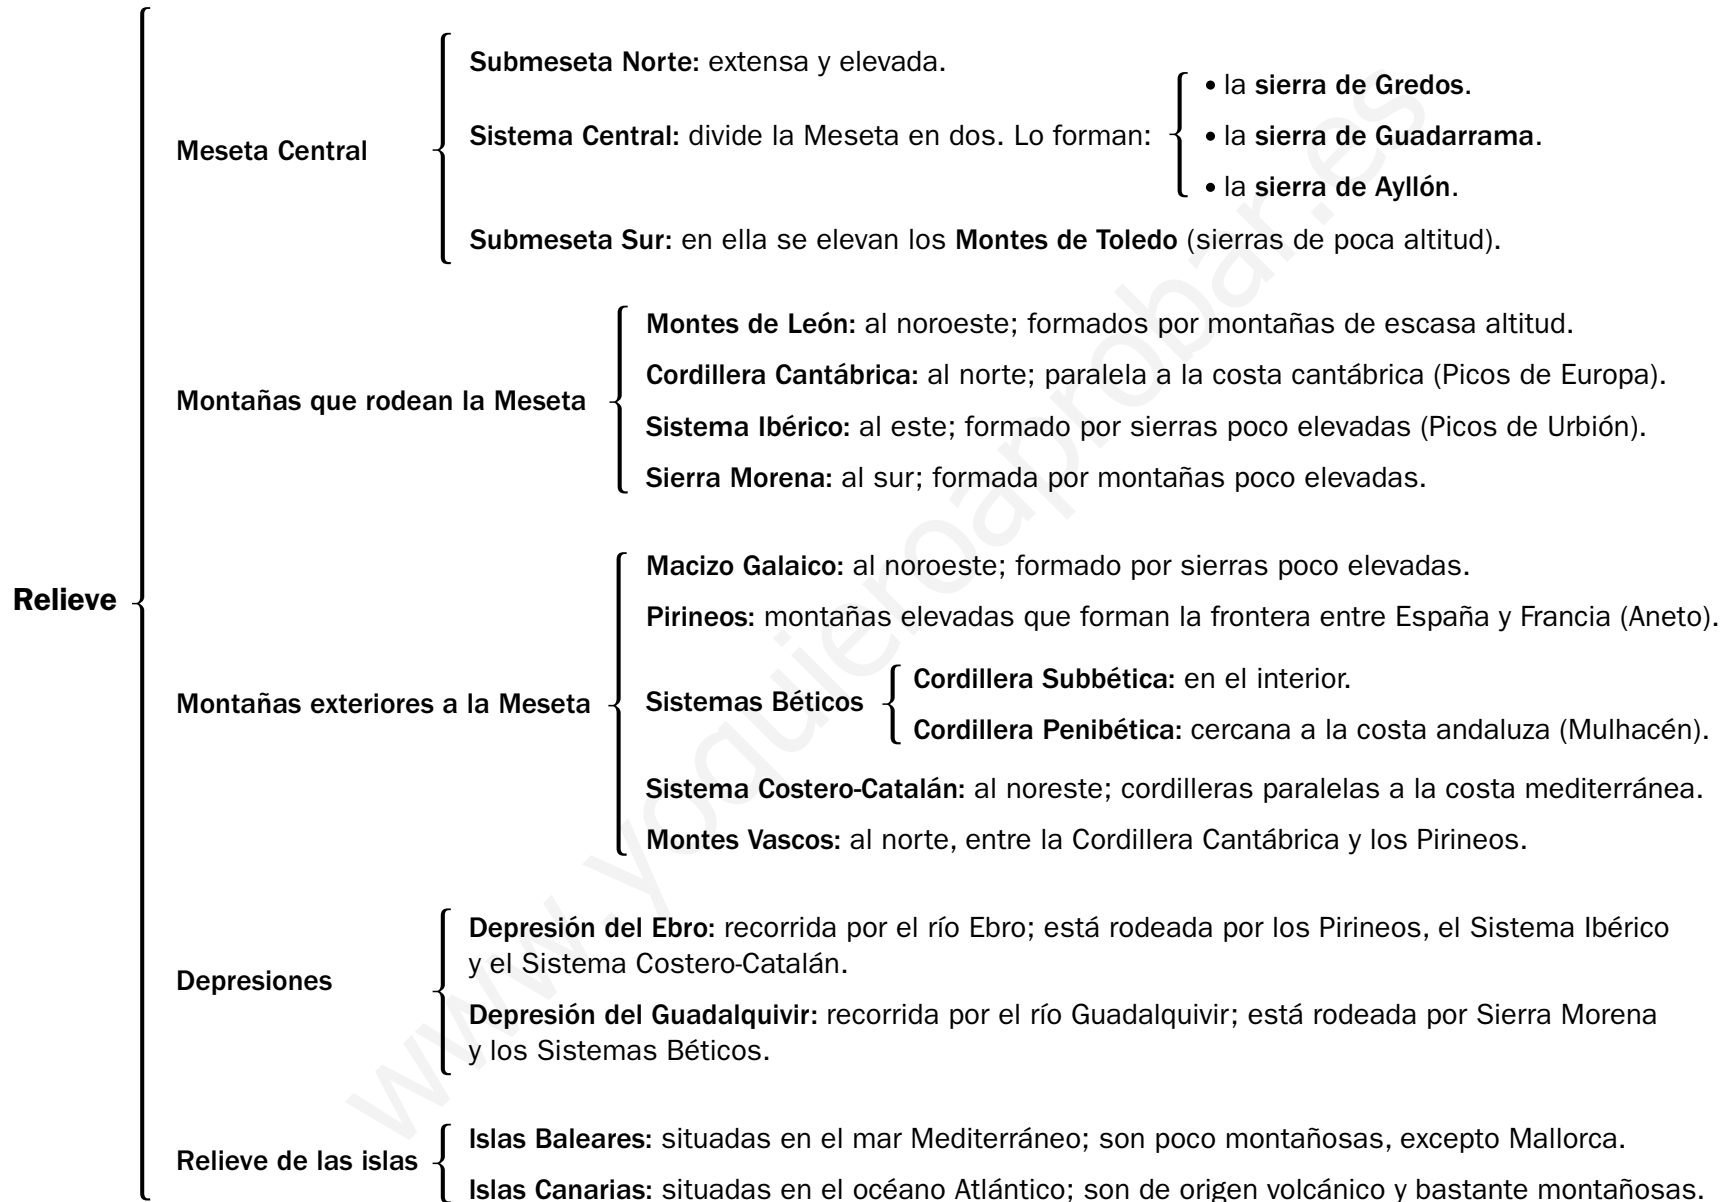 Relieve
Meseta Central
Submeseta Norte: extensa y elevada.
Sistema Central: divide la Meseta en dos. Lo forman:
• la sierra de Gredos.
• la sierra de Guadarrama.
• la sierra de Ayllón.
Submeseta Sur: en ella se elevan los Montes de Toledo (sierras de poca altitud).
Montañas que rodean la Meseta
Montes de León: al noroeste; formados por montañas de escasa altitud.
Cordillera Cantábrica: al norte; paralela a la costa cantábrica (Picos de Europa).
Sistema Ibérico: al este; formado por sierras poco elevadas (Picos de Urbión).
Sierra Morena: al sur; formada por montañas poco elevadas.
Montañas exteriores a la Meseta
Macizo Galaico: al noroeste; formado por sierras poco elevadas.
Pirineos: montañas elevadas que forman la frontera entre España y Francia (Aneto).
Sistemas Béticos
Cordillera Subbética: en el interior.
Cordillera Penibética: cercana a la costa andaluza (Mulhacén).
Sistema Costero-Catalán: al noreste; cordilleras paralelas a la costa mediterránea.
Montes Vascos: al norte, entre la Cordillera Cantábrica y los Pirineos.
Depresiones
Depresión del Ebro: recorrida por el río Ebro; está rodeada por los Pirineos, el Sistema Ibérico
y el Sistema Costero-Catalán.
Depresión del Guadalquivir: recorrida por el río Guadalquivir; está rodeada por Sierra Morena
y los Sistemas Béticos.
Relieve de las islas
Islas Baleares: situadas en el mar Mediterráneo; son poco montañosas, excepto Mallorca.
Islas Canarias: situadas en el océano Atlántico; son de origen volcánico y bastante montañosas.
www.yoquieroaprobar.es